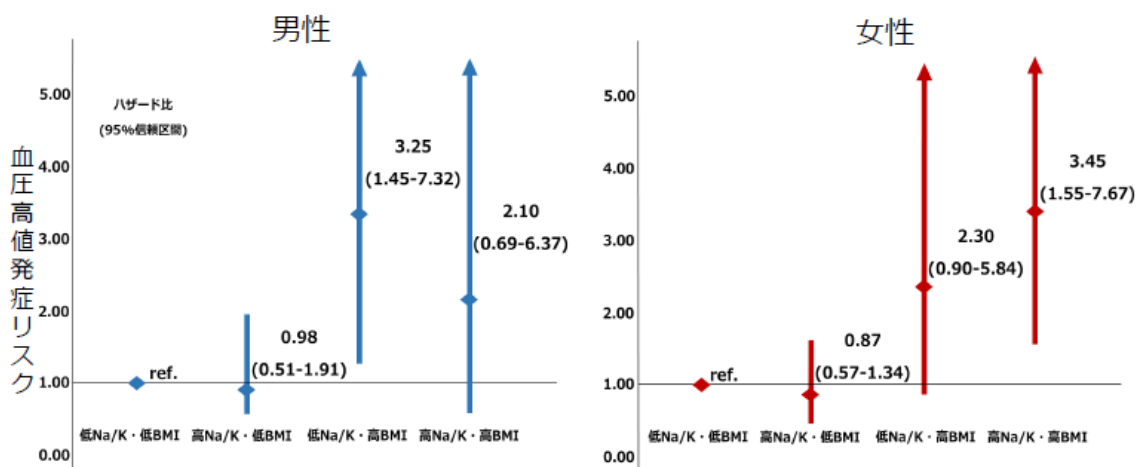 男性
血圧高値発症リスク
5.00
4.00
3.00
2.00
1.00
0.00
ハザード比
(95%信頼区間)
ref.
0.98
(0.51-1.91)
3.25
(1.45-7.32)
2.10
(0.69-6.37)
低Na/K・低BMI 高Na/K・低BMI 低Na/K・高BMI 高Na/K・高BMI
女性
5.00
4.00
3.00
2.00
1.00
0.00
ref.
0.87
(0.57-1.34)
2.30
(0.90-5.84)
3.45
(1.55-7.67)
低Na/K・低BMI 高Na/K・低BMI 低Na/K・高BMI 高Na/K・高BMI